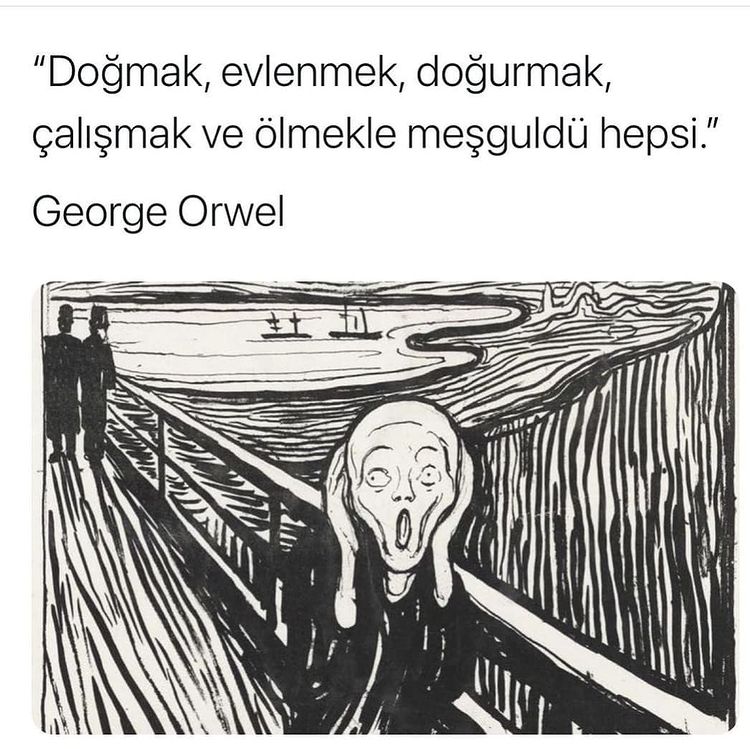 “Doğmak, evlenmek, doğurmak,
çalışmak ve ölmekle meşguldü hepsi.”
George Orwel